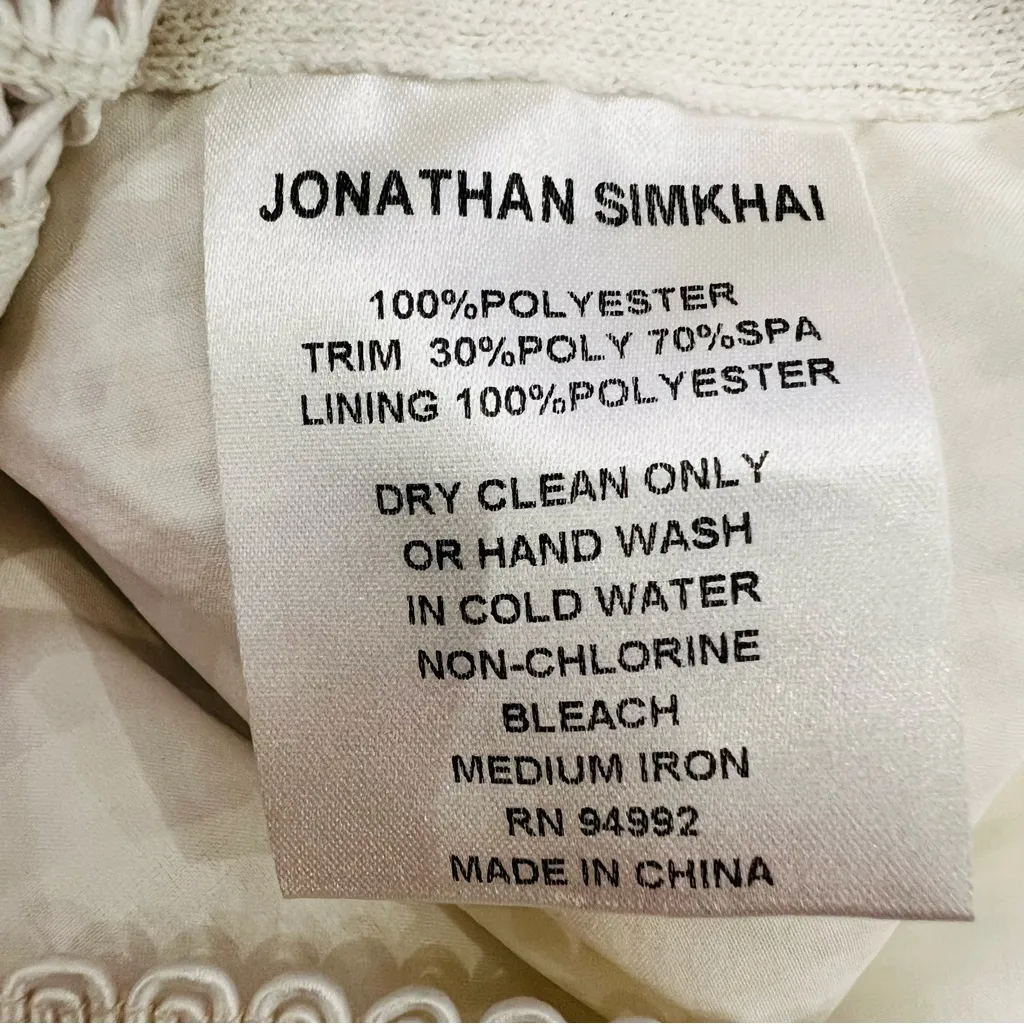 JONATHAN SIMKHAI
100%POLYESTER
TRIM 30%POLY 70%SPA
LINING 100%POLYESTER
DRY CLEAN ONLY
OR HAND WASH
IN COLD WATER
NON-CHLORINE
BLEACH
MEDIUM IRON
RN 94992
MADE IN CHINA